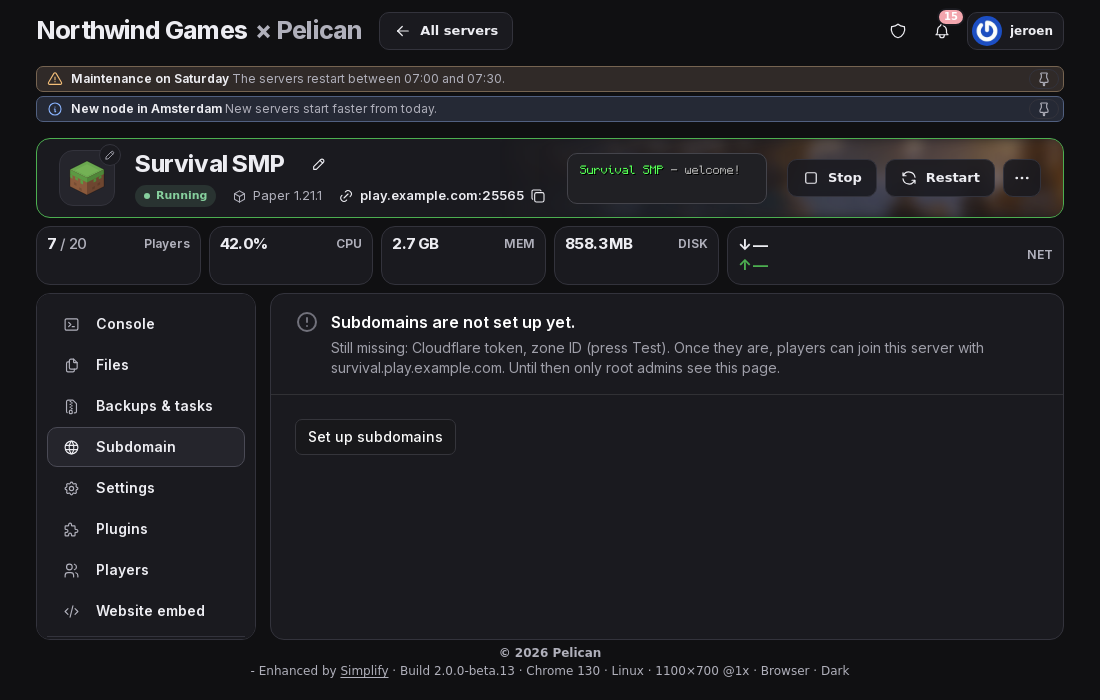 Northwind Games × Pelican
All servers
15
jeroen
Maintenance on Saturday The servers restart between 07:00 and 07:30.
New node in Amsterdam New servers start faster from today.
Survival SMP
Running
Paper 1.21.1
play.example.com:25565
Survival SMP — welcome!
Stop
Restart
7 / 20 Players
42.0% CPU
2.7 GB MEM
858.3 MB DISK
↓—
↑—
NET
Console
Files
Backups & tasks
Subdomain
Settings
Plugins
Players
Website embed
Subdomains are not set up yet.
Still missing: Cloudflare token, zone ID (press Test). Once they are, players can join this server with
survival.play.example.com. Until then only root admins see this page.
Set up subdomains
© 2026 Pelican
- Enhanced by Simplify · Build 2.0.0-beta.13 · Chrome 130 · Linux · 1100×700 @1x · Browser · Dark